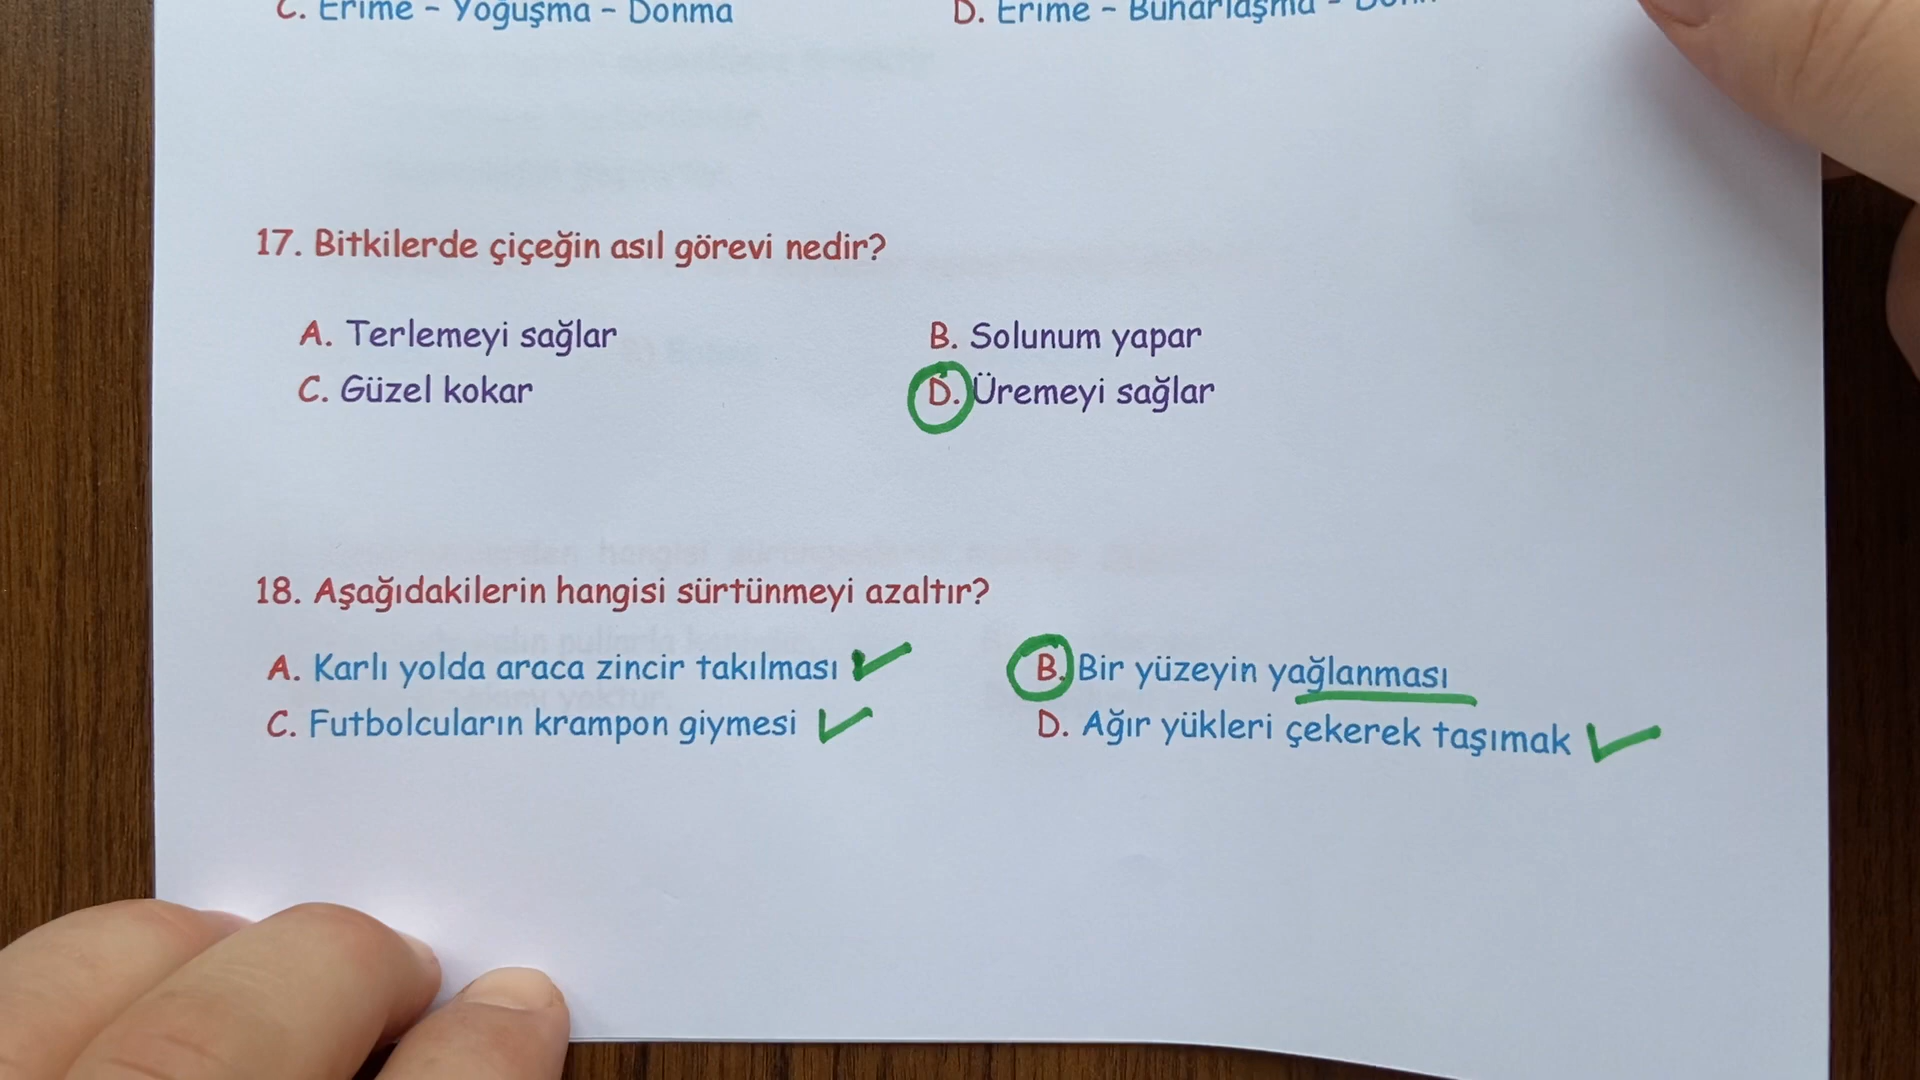 C. Erime - Yoğuşma - Donma
D. Erime - Buharlaşma -
17. Bitkilerde çiçeğin asıl görevi nedir?
A. Terlemeyi sağlar
B. Solunum yapar
C. Güzel kokar
D. Üremeyi sağlar
18. Aşağıdakilerin hangisi sürtünmeyi azaltır?
A. Karlı yolda araca zincir takılması
B. Bir yüzeyin yağlanması
C. Futbolcuların krampon giymesi
D. Ağır yükleri çekerek taşımak